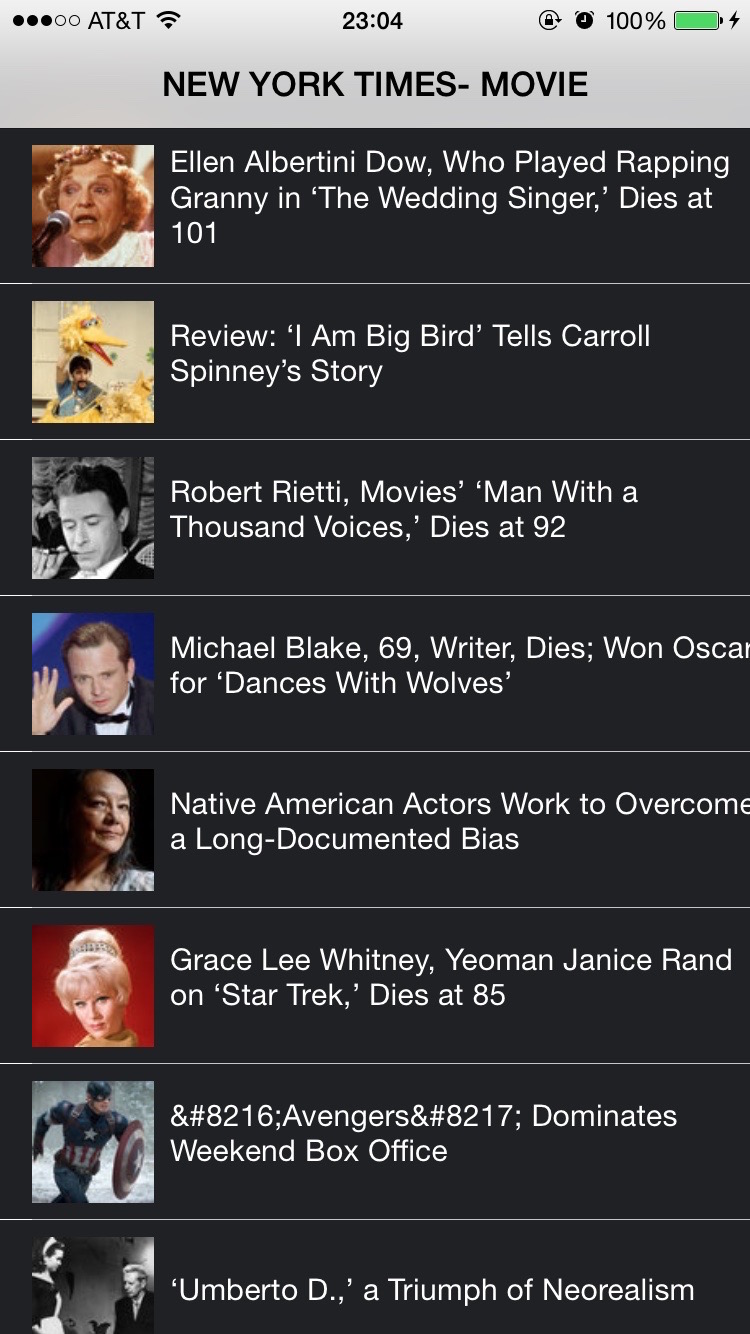 AT&T 23:04 100%
NEW YORK TIMES- MOVIE
Ellen Albertini Dow, Who Played Rapping
Granny in ‘The Wedding Singer,’ Dies at
101
Review: ‘I Am Big Bird’ Tells Carroll
Spinney’s Story
Robert Rietti, Movies’ ‘Man With a
Thousand Voices,’ Dies at 92
Michael Blake, 69, Writer, Dies; Won Oscar
for ‘Dances With Wolves’
Native American Actors Work to Overcome
a Long-Documented Bias
Grace Lee Whitney, Yeoman Janice Rand
on ‘Star Trek,’ Dies at 85
&#8216;Avengers&#8217; Dominates
Weekend Box Office
‘Umberto D.,’ a Triumph of Neorealism